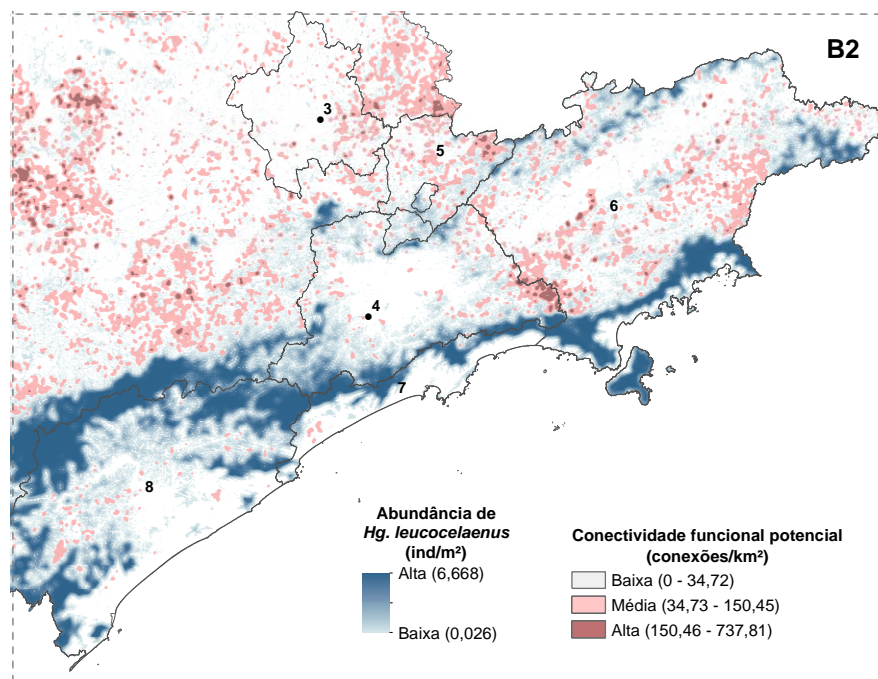 B2
3
5
6
4
7
8
Abundância de
Hg. leucocelaenus
(ind/m²)
Alta (6,668)
Baixa (0,026)
Conectividade funcional potencial
(conexões/km²)
Baixa (0 - 34,72)
Média (34,73 - 150,45)
Alta (150,46 - 737,81)